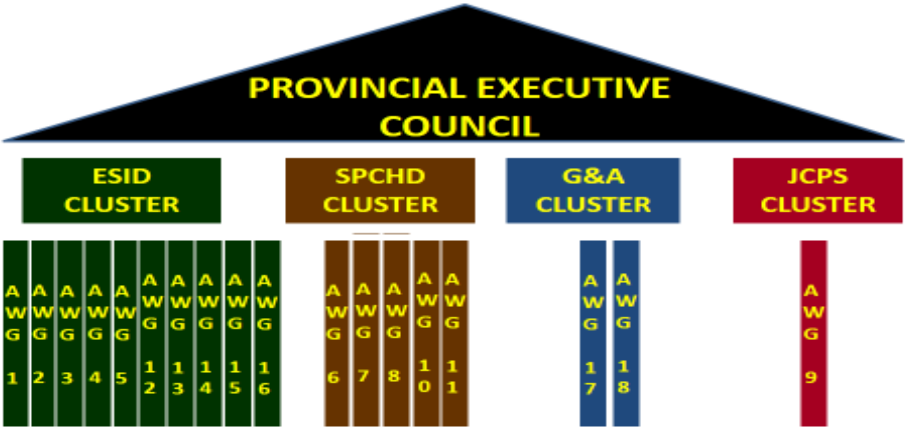 PROVINCIAL EXECUTIVE
COUNCIL
ESID
CLUSTER
SPCHD
CLUSTER
G&A
CLUSTER
JCPS
CLUSTER
AWG 1
AWG 2
AWG 3
AWG 4
AWG 5
AWG 12
AWG 13
AWG 14
AWG 15
AWG 16
AWG 6
AWG 7
AWG 8
AWG 10
AWG 11
AWG 17
AWG 18
AWG 9